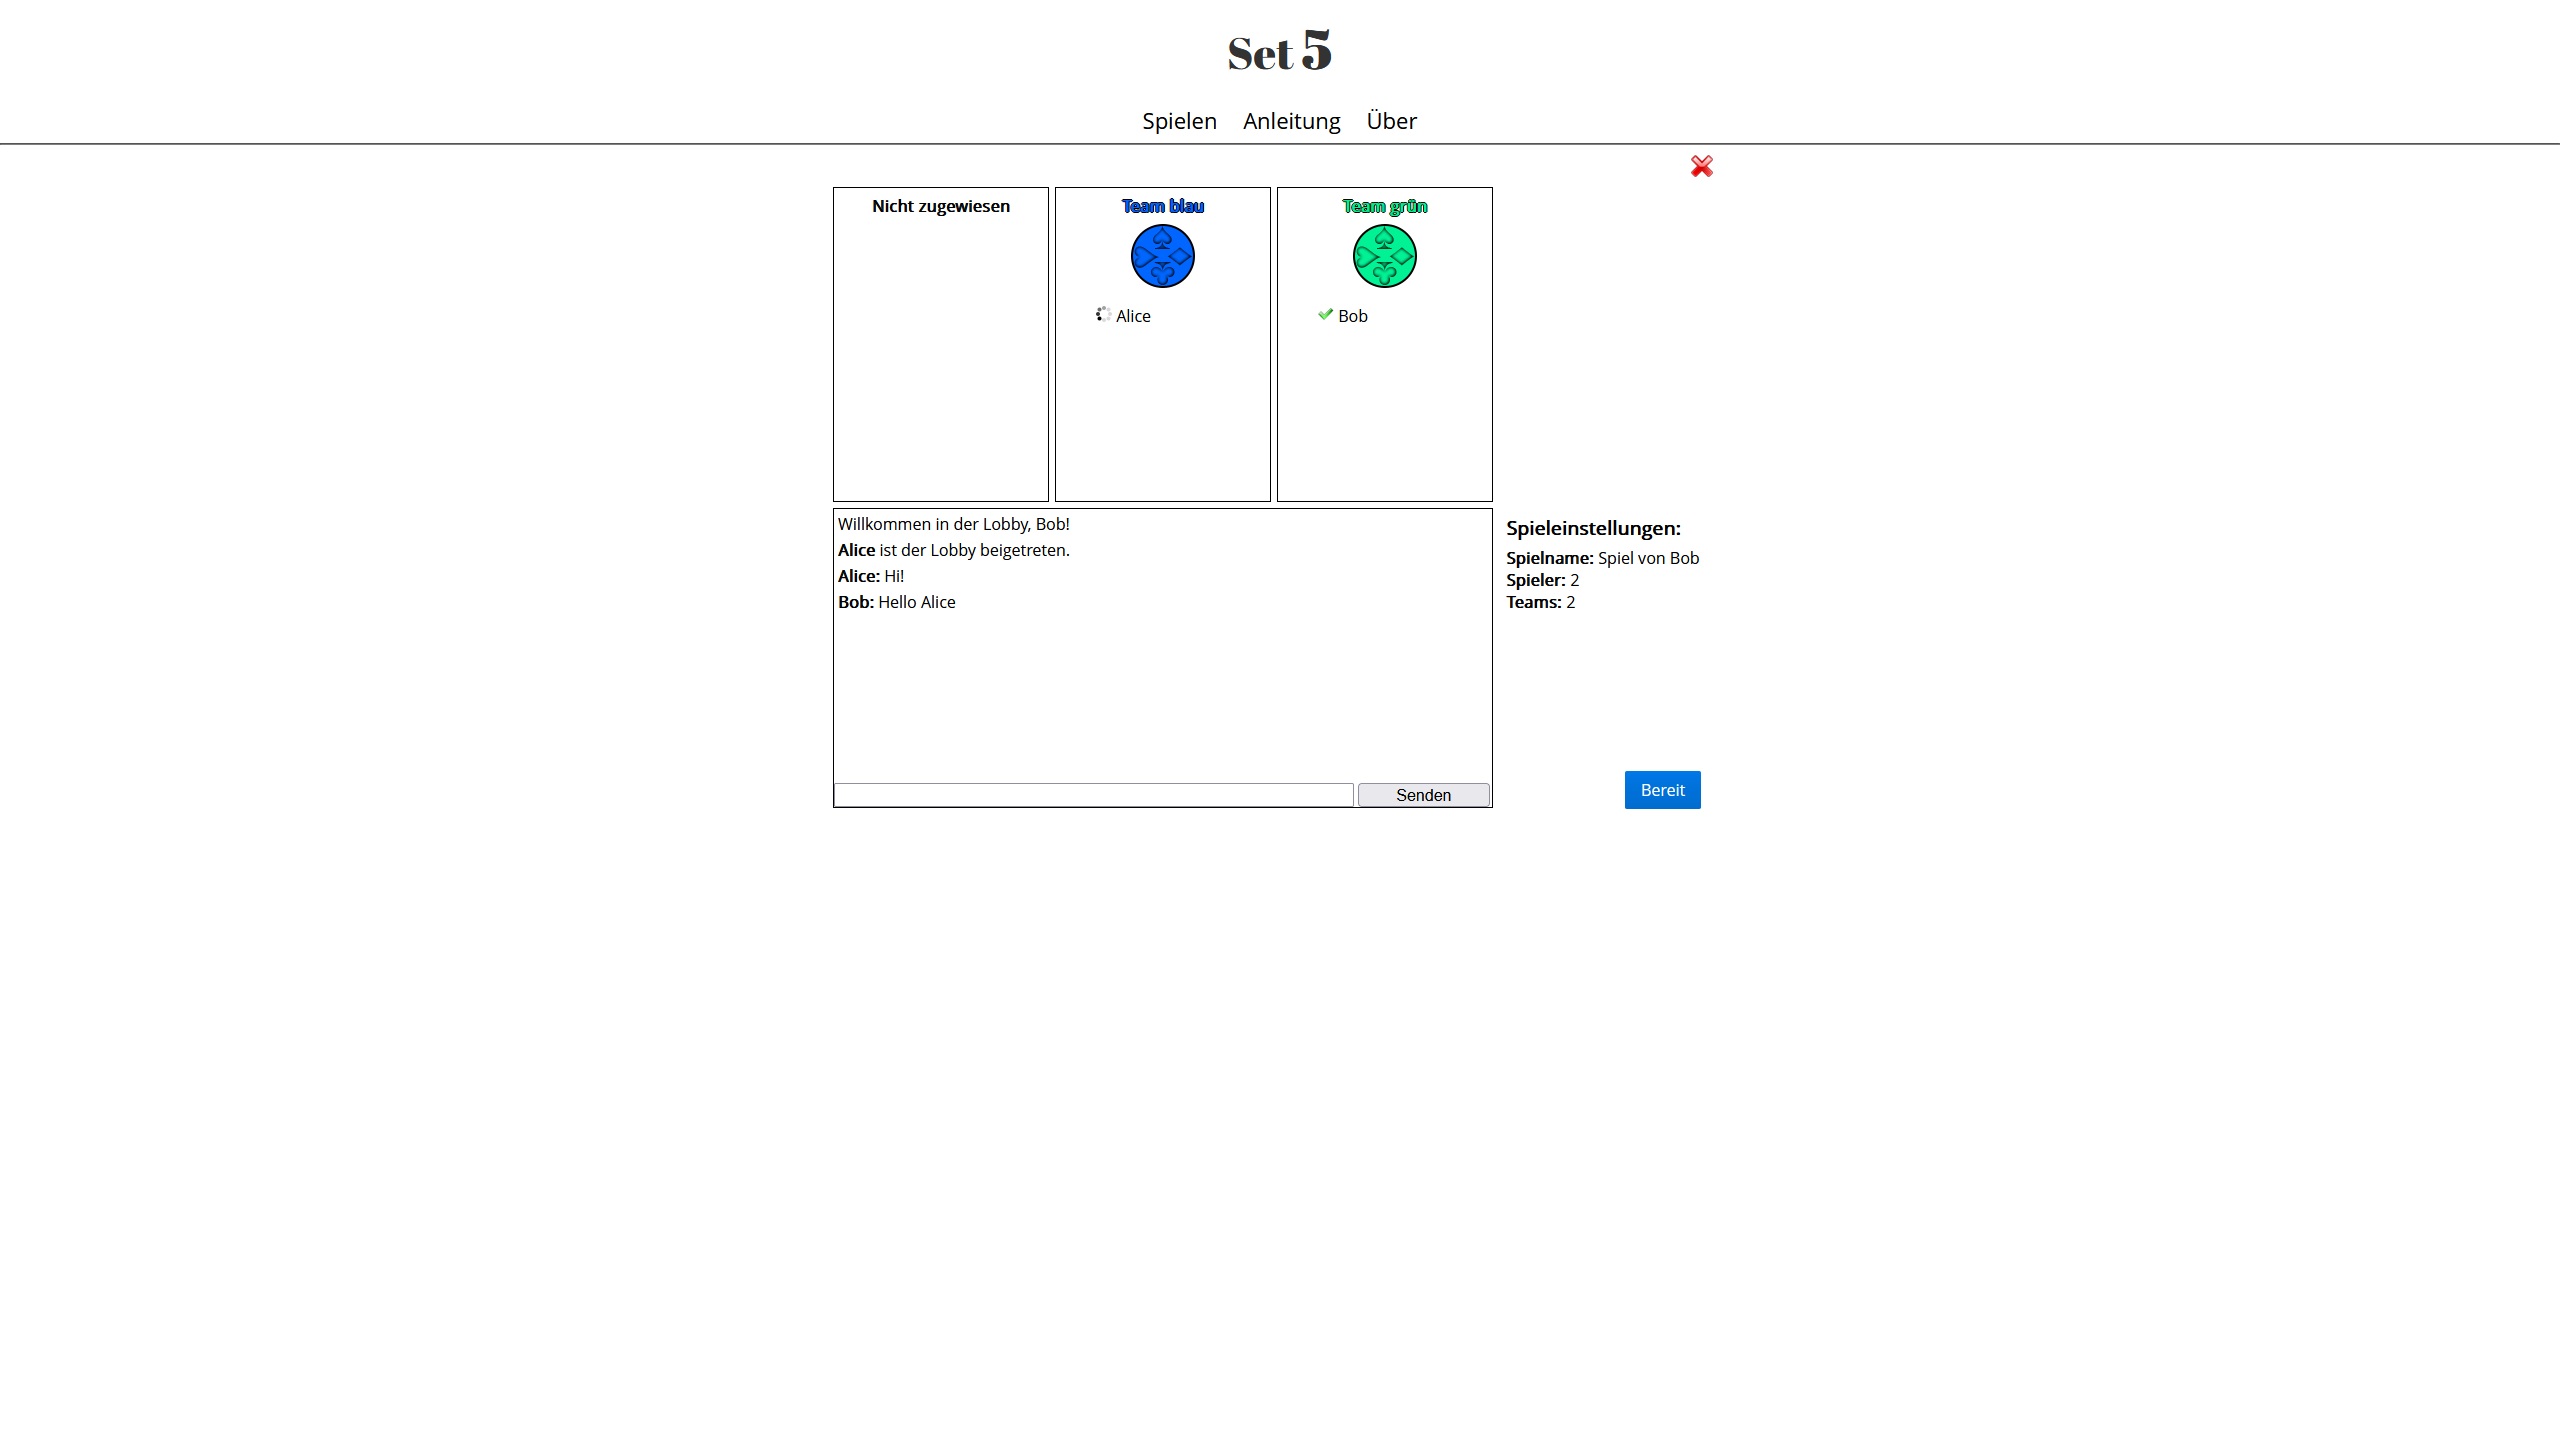 Set 5
Spielen Anleitung Über
Nicht zugewiesen
Team blau
Alice
Team grün
Bob
Willkommen in der Lobby, Bob!
Alice ist der Lobby beigetreten.
Alice: Hi!
Bob: Hello Alice
Senden
Spieleinstellungen:
Spielname: Spiel von Bob
Spieler: 2
Teams: 2
Bereit